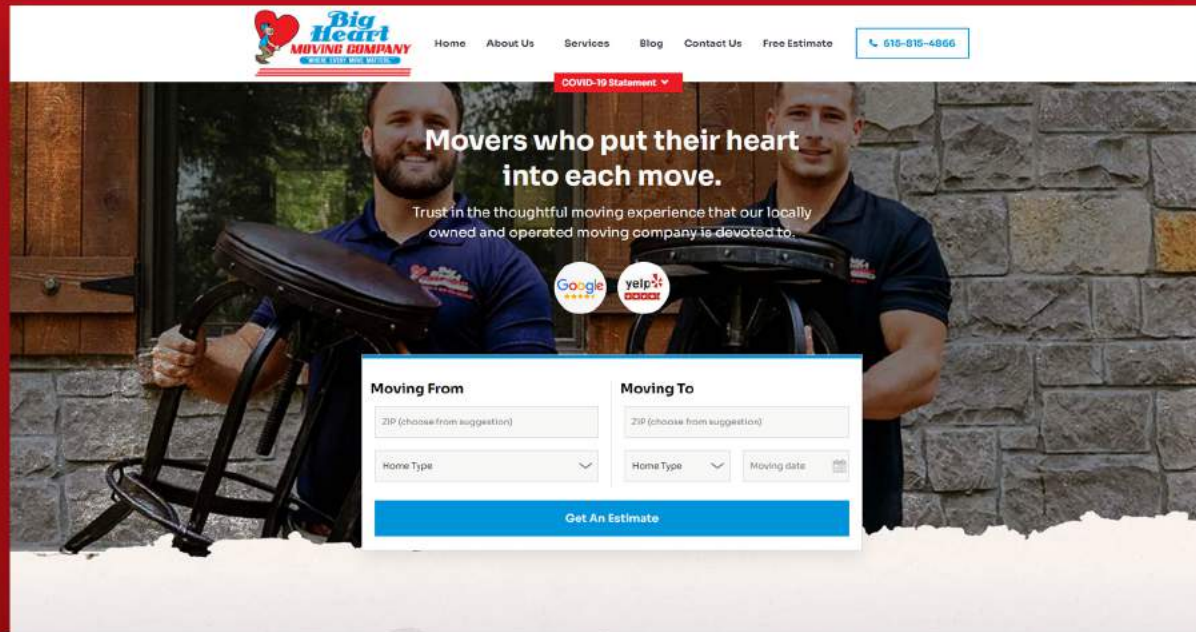 Big
Heart
MOVING COMPANY
WHERE EVERY MOVE MATTERS
Home About Us Services Blog Contact Us Free Estimate
615-815-4866
COVID-19 Statement
Movers who put their heart
into each move.
Trust in the thoughtful moving experience that our locally
owned and operated moving company is devoted to.
Google yelp
Moving From
ZIP (choose from suggestion)
Home Type
Moving To
ZIP (choose from suggestion)
Home Type Moving date
Get An Estimate